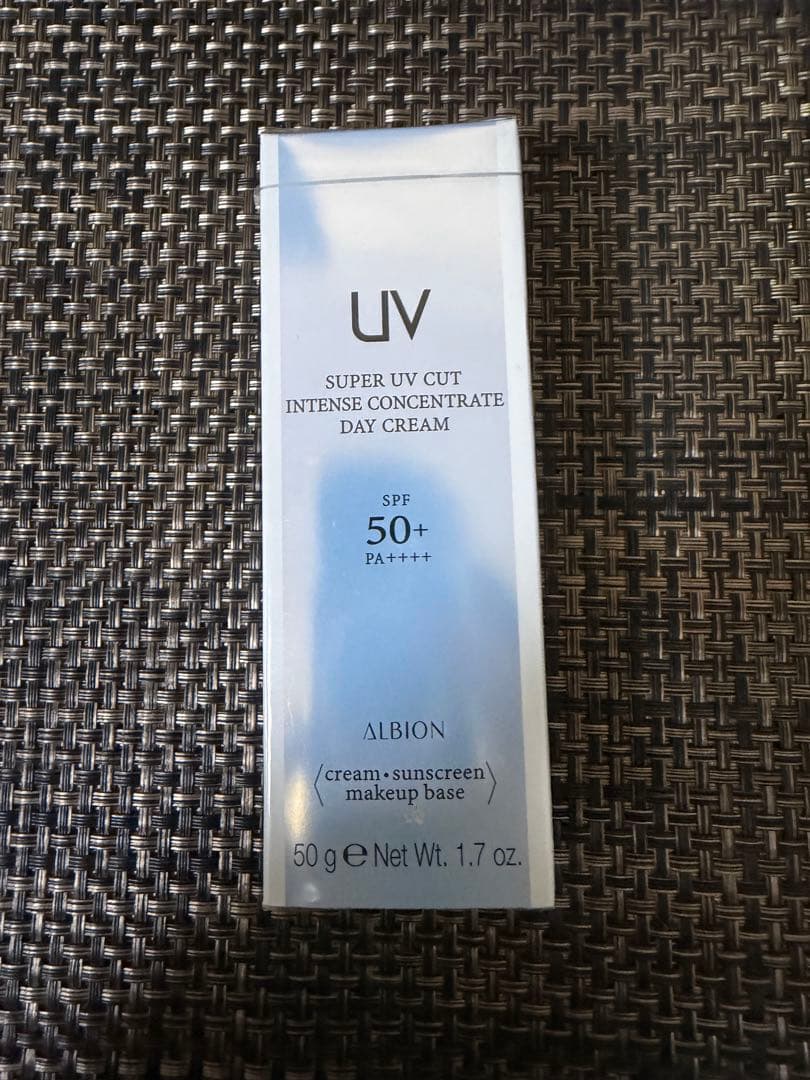 UV
SUPER UV CUT
INTENSE CONCENTRATE
DAY CREAM
SPF
50+
PA++++
ALBION
〈cream・sunscreen〉
makeup base
50 g ℮ Net Wt. 1.7 oz.